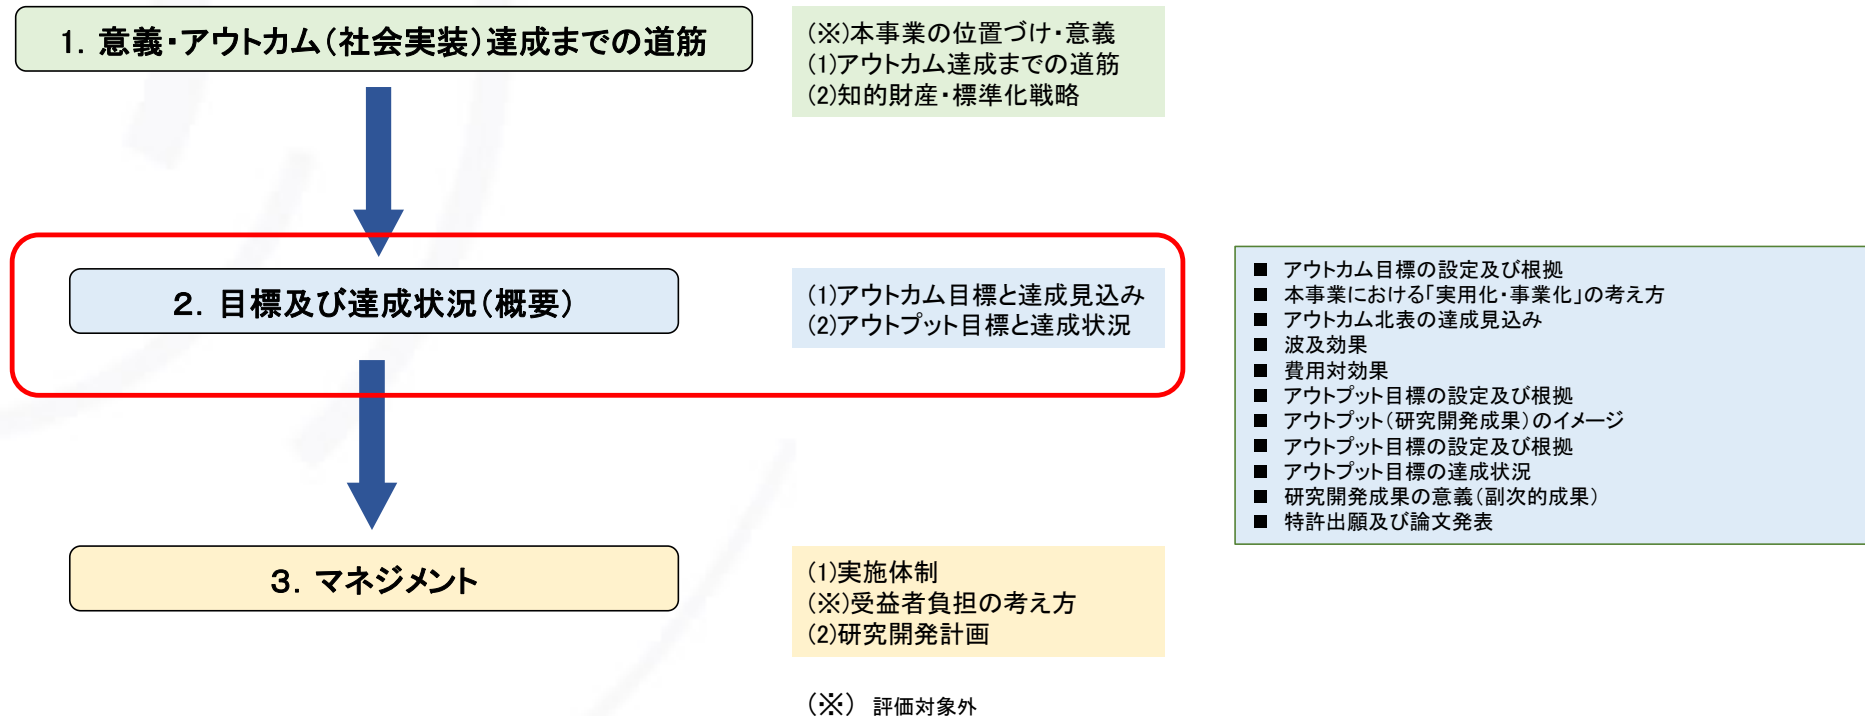 1. 意義・アウトカム(社会実装)達成までの道筋
(※)本事業の位置づけ・意義
(1)アウトカム達成までの道筋
(2)知的財産・標準化戦略
2. 目標及び達成状況(概要)
(1)アウトカム目標と達成見込み
(2)アウトプット目標と達成状況
■ アウトカム目標の設定及び根拠
■ 本事業における「実用化・事業化」の考え方
■ アウトカム北表の達成見込み
■ 波及効果
■ 費用対効果
■ アウトプット目標の設定及び根拠
■ アウトプット(研究開発成果)のイメージ
■ アウトプット目標の設定及び根拠
■ アウトプット目標の達成状況
■ 研究開発成果の意義(副次的成果)
■ 特許出願及び論文発表
3. マネジメント
(1)実施体制
(※)受益者負担の考え方
(2)研究開発計画
(※) 評価対象外